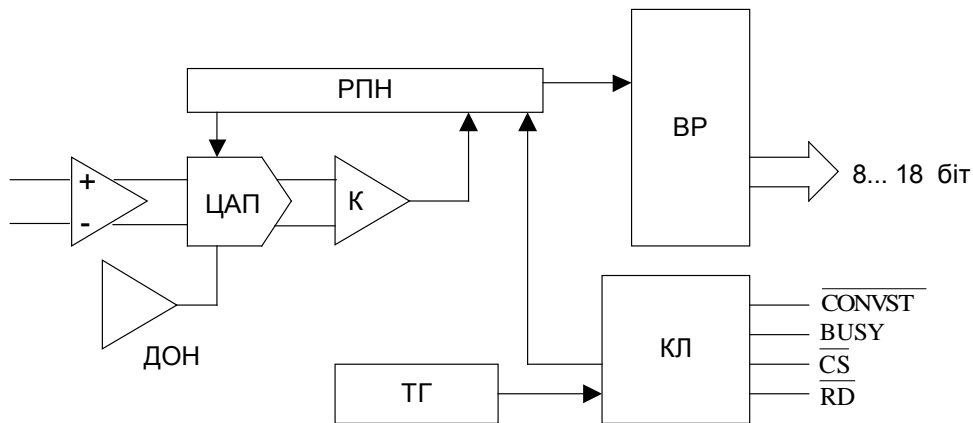 РПН
ВР
+
-
ЦАП
К
8... 18 біт
ДОН
ТГ
КЛ
CONVST
BUSY
CS
RD